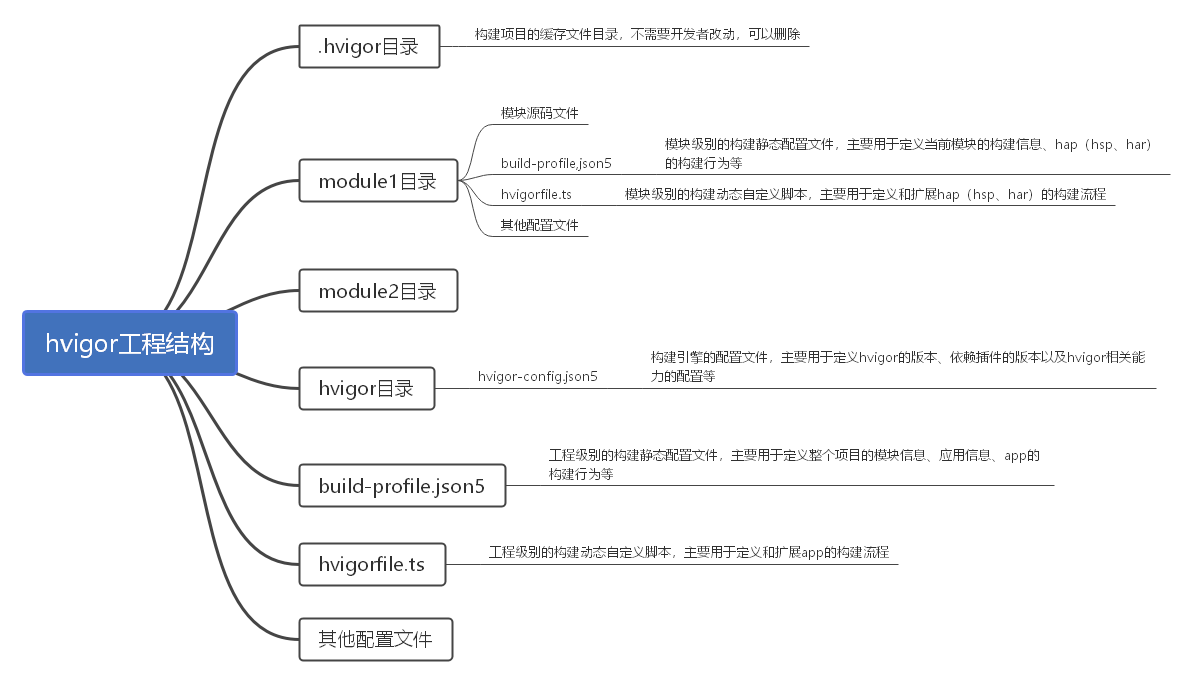 hvigor工程结构
.hvigor目录
构建项目的缓存文件目录，不需要开发者改动，可以删除
module1目录
模块源码文件
build-profile,json5
模块级别的构建静态配置文件，主要用于定义当前模块的构建信息、hap（hsp、har）
的构建行为等
hvigorfile.ts
模块级别的构建动态自定义脚本，主要用于定义和扩展hap（hsp、har）的构建流程
其他配置文件
module2目录
hvigor目录
hvigor-config.json5
构建引擎的配置文件，主要用于定义hvigor的版本、依赖插件的版本以及hvigor相关能
力的配置等
build-profile.json5
工程级别的构建静态配置文件，主要用于定义整个项目的模块信息、应用信息、app的
构建行为等
hvigorfile.ts
工程级别的构建动态自定义脚本，主要用于定义和扩展app的构建流程
其他配置文件